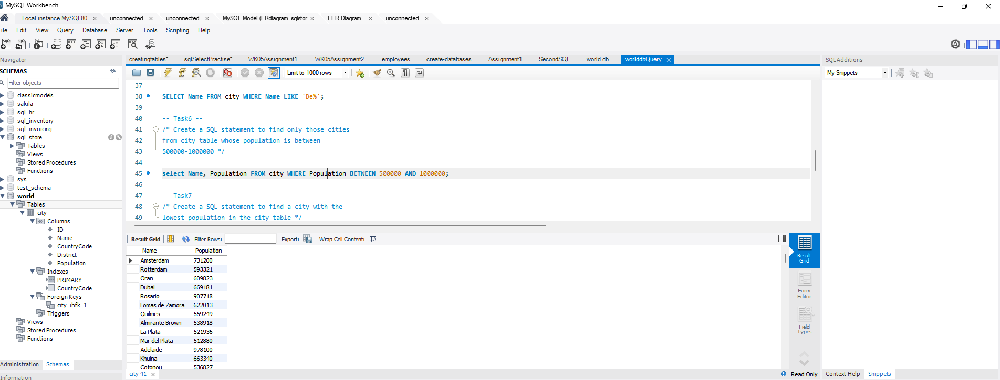 MySQL Workbench
Local instance MySQL80
unconnected
unconnected
MySQL Model (ERdiagram_sqlstor..
EER Diagram
unconnected
ile Edit View Query Database Server Tools Scripting Help
Navigator
SCHEMAS
Filter objects
classicmodels
sakila
sql_hr
sql_inventory
sql_invoicing
sql_store
Tables
Views
Stored Procedures
Functions
sys
test_schema
world
Tables
city
Columns
ID
Name
CountryCode
District
Population
Indexes
PRIMARY
CountryCode
Foreign Keys
city_ibfk_1
Triggers
Views
Stored Procedures
Functions
Administration Schemas
Information
creatingtables* sqlSelectPractise* WK05Assignment1 WK05Assignment2 employees create-databases Assignment1 SecondSQL world db worlddbQuery
Limit to 1000 rows
37
38 SELECT Name FROM city WHERE Name LIKE 'Be%';
39
40 -- Task6 --
41 /* Create a SQL statement to find only those cities
42 from city table whose population is between
43 500000-1000000 */
44
45 select Name, Population FROM city WHERE Population BETWEEN 500000 AND 1000000;
46
47 -- Task7 --
48 /* Create a SQL statement to find a city with the
49 lowest population in the city table */
Result Grid Filter Rows: Export: Wrap Cell Content:
Name Population
Amsterdam 731200
Rotterdam 593321
Oran 609823
Dubai 669181
Rosario 907718
Lomas de Zamora 622013
Quilmes 559249
Almirante Brown 538918
La Plata 521936
Mar del Plata 512880
Adelaide 978100
Khulna 663340
Cotonou 536827
city 41
Result
Grid
Form
Editor
Field
Types
Read Only
SQLAdditions
My Snippets
Context Help Snippets